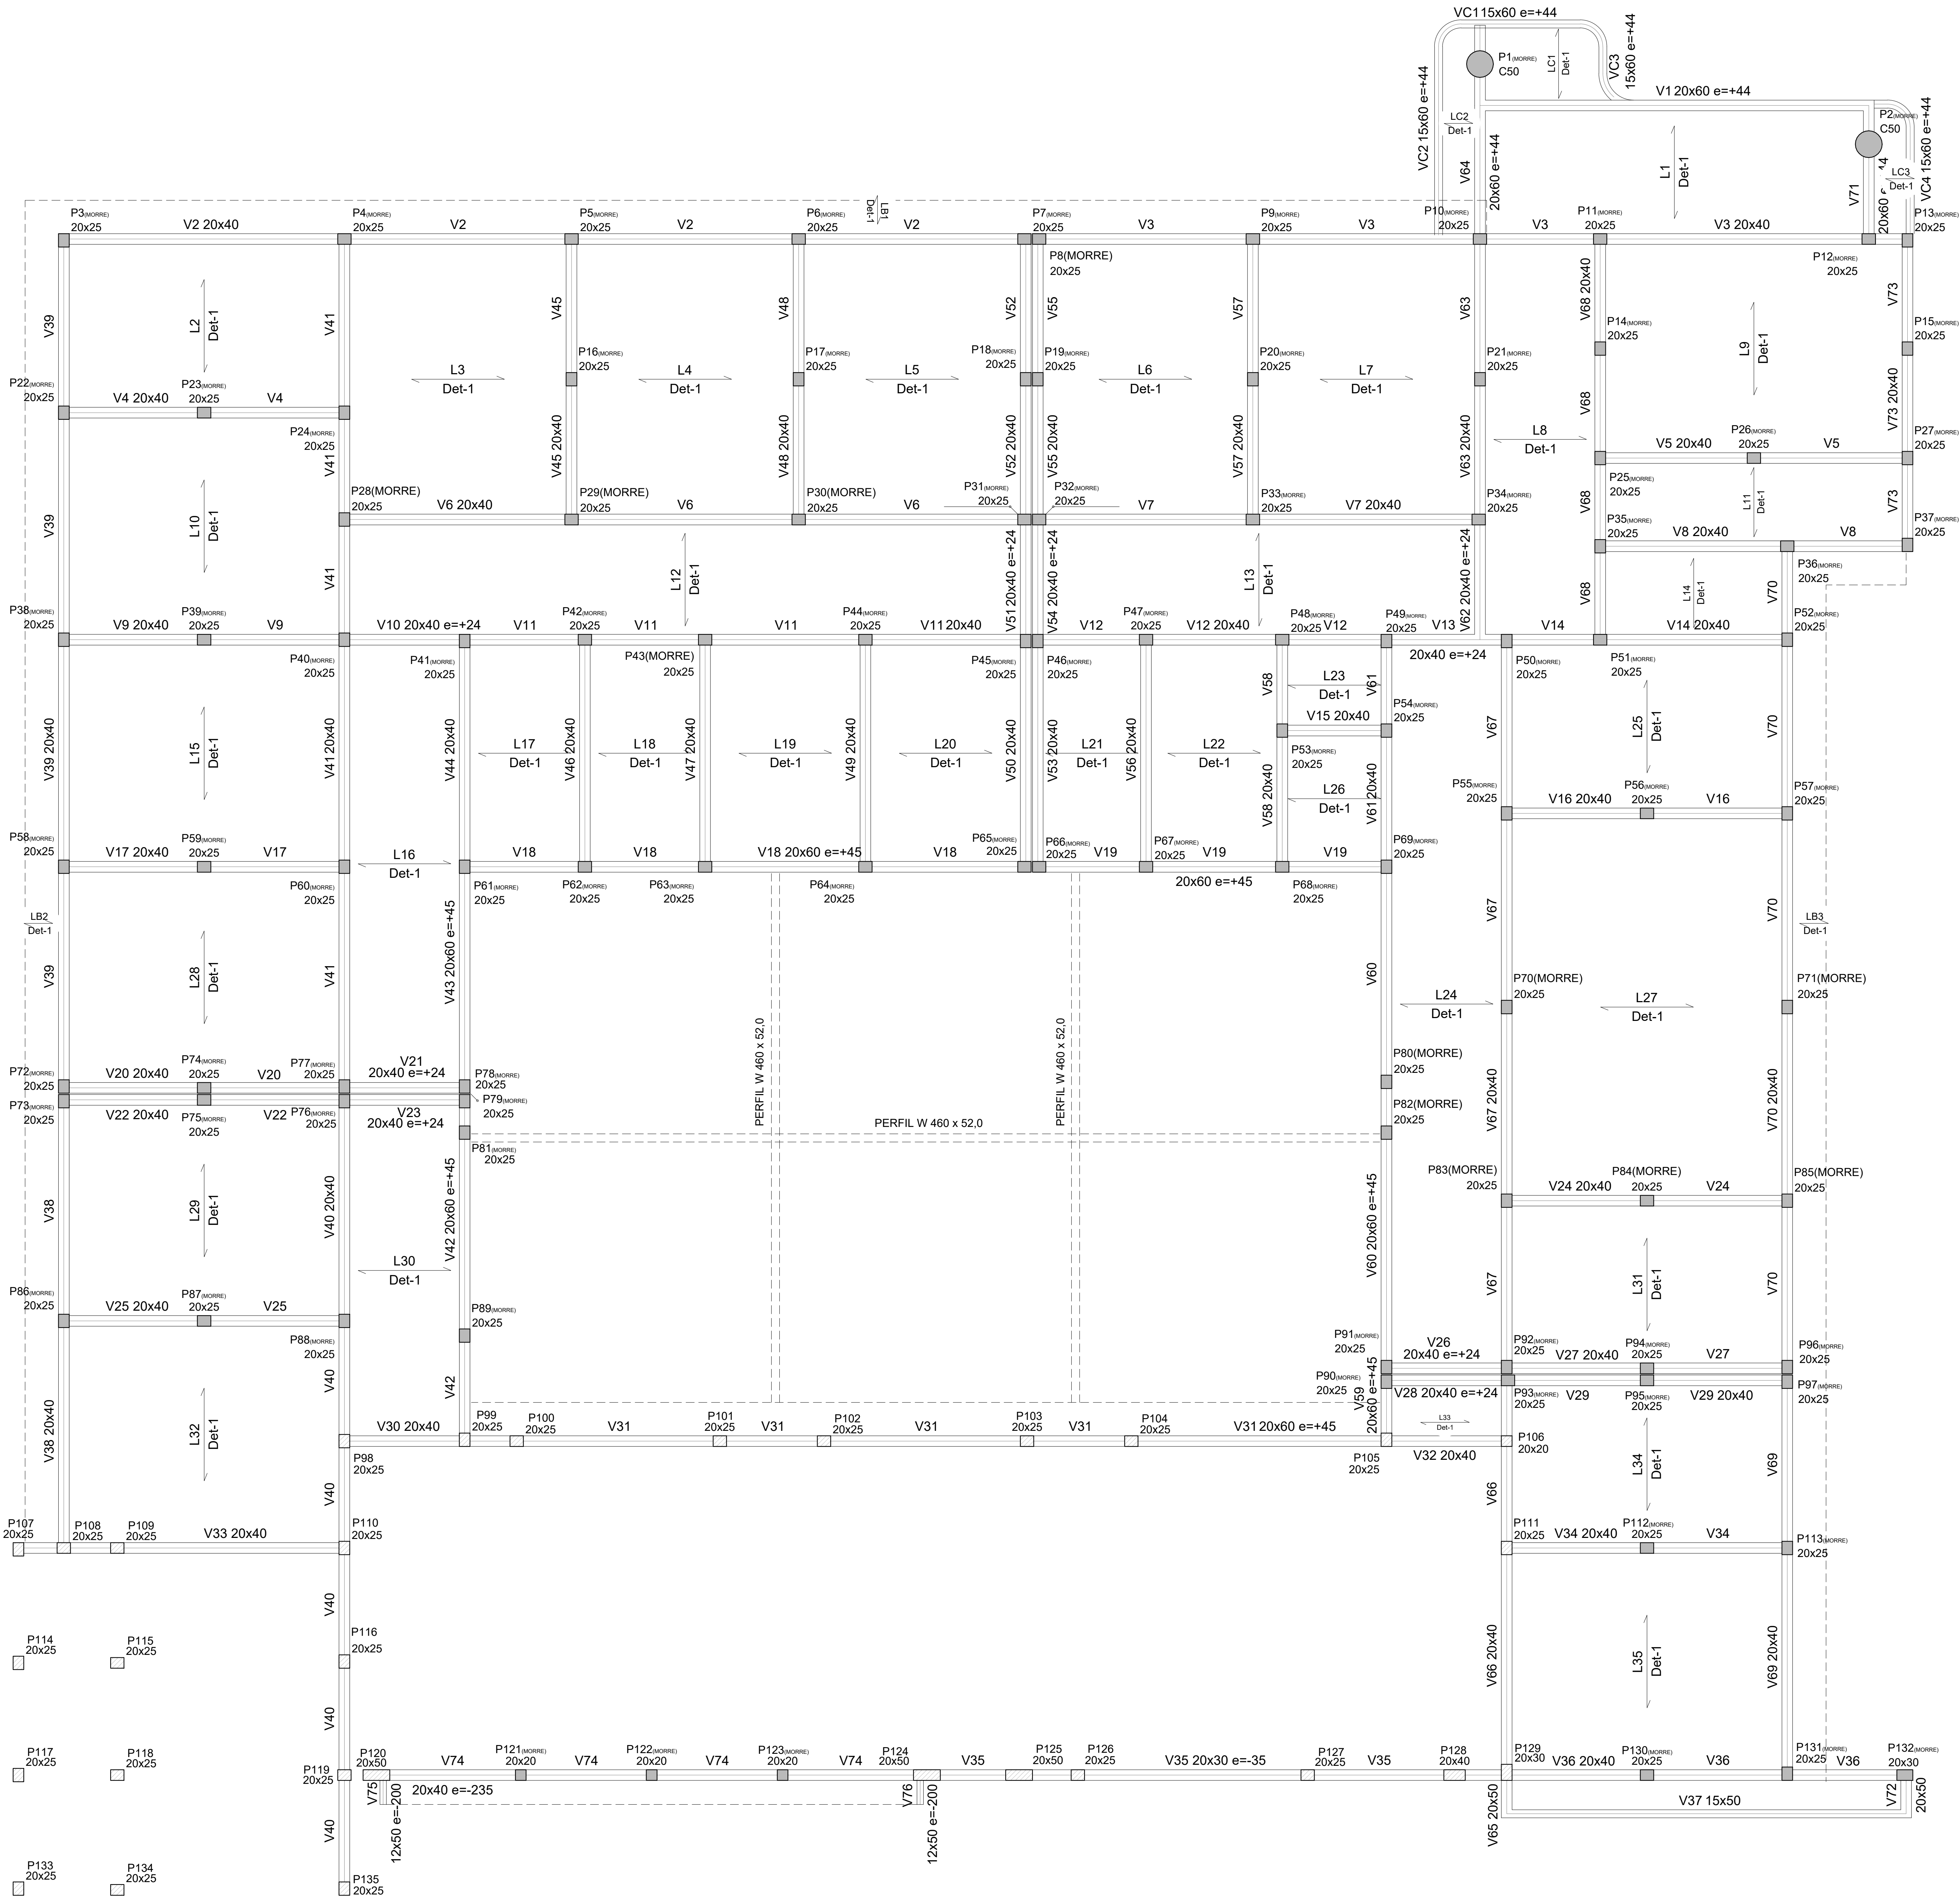 VC115x60 e=+44
P1(MORRE)
C50
LC1
Det-1
VC3
15x60 e=+44
VC2 15x60 e=+44
V1 20x60 e=+44
P2(MORRE)
C50
VC4 15x60 e=+44
LC2
Det-1
V64
20x60 e=+44
L1
Det-1
V71
LC3
Det-1
P3(MORRE)
20x25
V2 20x40
P4(MORRE)
20x25
V2
P5(MORRE)
20x25
V2
P6(MORRE)
20x25
LB1
Det-1
V2
P7(MORRE)
20x25
V3
P9(MORRE)
20x25
V3
P10(MORRE)
20x25
V3
P11(MORRE)
20x25
V3 20x40
P13(MORRE)
20x25
P8(MORRE)
20x25
P12(MORRE)
20x25
V39
L2
Det-1
V41
V45
V48
V52
V55
V57
V63
V68 20x40
V73
P14(MORRE)
20x25
P15(MORRE)
20x25
P16(MORRE)
20x25
P17(MORRE)
20x25
P18(MORRE)
20x25
P19(MORRE)
20x25
P20(MORRE)
20x25
P21(MORRE)
20x25
L3
Det-1
L4
Det-1
L5
Det-1
L6
Det-1
L7
Det-1
L9
Det-1
P22(MORRE)
20x25
V4 20x40
P23(MORRE)
20x25
V4
P24(MORRE)
20x25
V41
V45 20x40
V48 20x40
V52 20x40
V55 20x40
V57 20x40
V63 20x40
L8
Det-1
V68
V73 20x40
V5 20x40
P26(MORRE)
20x25
V5
P27(MORRE)
20x25
P25(MORRE)
20x25
V39
L10
Det-1
P28(MORRE)
20x25
V6 20x40
P29(MORRE)
20x25
V6
P30(MORRE)
20x25
V6
P31(MORRE)
20x25
P32(MORRE)
20x25
V7
P33(MORRE)
20x25
V7 20x40
P34(MORRE)
20x25
V68
L11
Det-1
V73
P35(MORRE)
20x25
V8 20x40
V8
P37(MORRE)
20x25
P36(MORRE)
20x25
V41
L12
Det-1
V51 20x40 e=+24
V54 20x40 e=+24
L13
Det-1
V62 20x40 e=+24
V68
L14
Det-1
V70
P38(MORRE)
20x25
V9 20x40
P39(MORRE)
20x25
V9
V10 20x40 e=+24
V11
P42(MORRE)
20x25
V11
V11
P44(MORRE)
20x25
V11 20x40
V12
P47(MORRE)
20x25
V12 20x40
P48(MORRE)
20x25
V12
P49(MORRE)
20x25
V13
20x40 e=+24
V14
V14 20x40
P52(MORRE)
20x25
P40(MORRE)
20x25
P41(MORRE)
20x25
P43(MORRE)
20x25
P45(MORRE)
20x25
P46(MORRE)
20x25
P50(MORRE)
20x25
P51(MORRE)
20x25
V58
L23
Det-1
V61
V15 20x40
P54(MORRE)
20x25
P53(MORRE)
20x25
V67
L25
Det-1
V70
V39 20x40
L15
Det-1
V41 20x40
V44 20x40
L17
Det-1
V46 20x40
L18
Det-1
V47 20x40
L19
Det-1
V49 20x40
L20
Det-1
V50 20x40
V53 20x40
L21
Det-1
V56 20x40
L22
Det-1
V58 20x40
L26
Det-1
V61 20x40
P55(MORRE)
20x25
V16 20x40
P56(MORRE)
20x25
V16
P57(MORRE)
20x25
P58(MORRE)
20x25
V17 20x40
P59(MORRE)
20x25
V17
L16
Det-1
V18
V18
V18 20x60 e=+45
V18
P65(MORRE)
20x25
P66(MORRE)
20x25
V19
P67(MORRE)
20x25
V19
20x60 e=+45
V19
P69(MORRE)
20x25
P60(MORRE)
20x25
P61(MORRE)
20x25
P62(MORRE)
20x25
P63(MORRE)
20x25
P64(MORRE)
20x25
P68(MORRE)
20x25
LB2
Det-1
V39
L28
Det-1
V41
V43 20x60 e=+45
V60
V67
V70
LB3
Det-1
L24
Det-1
P70(MORRE)
20x25
L27
Det-1
P71(MORRE)
20x25
PERFIL W 460 x 52,0
PERFIL W 460 x 52,0
PERFIL W 460 x 52,0
P72(MORRE)
20x25
V20 20x40
P74(MORRE)
20x25
V20
P77(MORRE)
20x25
V21
20x40 e=+24
P78(MORRE)
20x25
P79(MORRE)
20x25
P73(MORRE)
20x25
V22 20x40
P75(MORRE)
20x25
V22
P76(MORRE)
20x25
V23
20x40 e=+24
P80(MORRE)
20x25
P82(MORRE)
20x25
P81(MORRE)
20x25
V67 20x40
V70 20x40
V38
L29
Det-1
V40 20x40
V42 20x60 e=+45
L30
Det-1
V60 20x60 e=+45
P83(MORRE)
20x25
V24 20x40
P84(MORRE)
20x25
V24
P85(MORRE)
20x25
V67
L31
Det-1
V70
P86(MORRE)
20x25
V25 20x40
P87(MORRE)
20x25
V25
P88(MORRE)
20x25
P89(MORRE)
20x25
V40
V42
P91(MORRE)
20x25
V26
20x40 e=+24
P92(MORRE)
20x25
V27 20x40
P94(MORRE)
20x25
V27
P96(MORRE)
20x25
P90(MORRE)
20x25
V59
20x60 e=+45
V28 20x40 e=+24
P93(MORRE)
20x25
V29
P95(MORRE)
20x25
V29 20x40
P97(MORRE)
20x25
V38 20x40
L32
Det-1
V30 20x40
P99
20x25
P100
20x25
V31
P101
20x25
V31
P102
20x25
V31
P103
20x25
V31
P104
20x25
V31 20x60 e=+45
L33
Det-1
P106
20x20
P98
20x25
P105
20x25
V32 20x40
V40
V66
L34
Det-1
V69
P107
20x25
P108
20x25
P109
20x25
V33 20x40
P110
20x25
P111
20x25
V34 20x40
P112(MORRE)
20x25
V34
P113(MORRE)
20x25
V40
P114
20x25
P115
20x25
P116
20x25
V66 20x40
L35
Det-1
V69 20x40
V40
P117
20x25
P118
20x25
P119
20x25
P120
20x50
V74
P121(MORRE)
20x20
V74
P122(MORRE)
20x20
V74
P123(MORRE)
20x20
V74
P124
20x50
V35
P125
20x50
P126
20x25
V35 20x30 e=-35
P127
20x25
V35
P128
20x40
P129
20x30
V36 20x40
P130(MORRE)
20x25
V36
P131(MORRE)
20x25
V36
P132(MORRE)
20x30
V75
12x50 e=-200
20x40 e=-235
V76
12x50 e=-200
V65 20x50
V37 15x50
V72
20x50
V40
P133
20x25
P134
20x25
P135
20x25